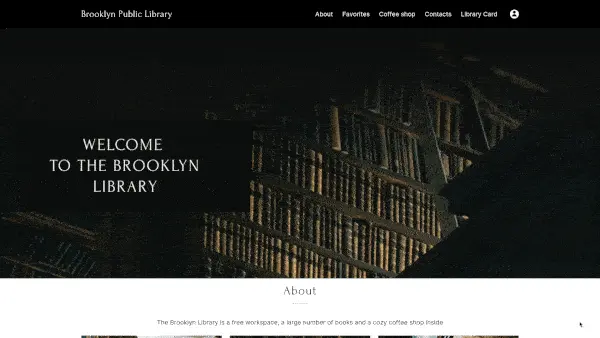 Brooklyn Public Library
About Favorites Coffee shop Contacts Library Card
WELCOME
TO THE BROOKLYN
LIBRARY
About
The Brooklyn Library is a free workspace, a large number of books and a cozy coffee shop inside